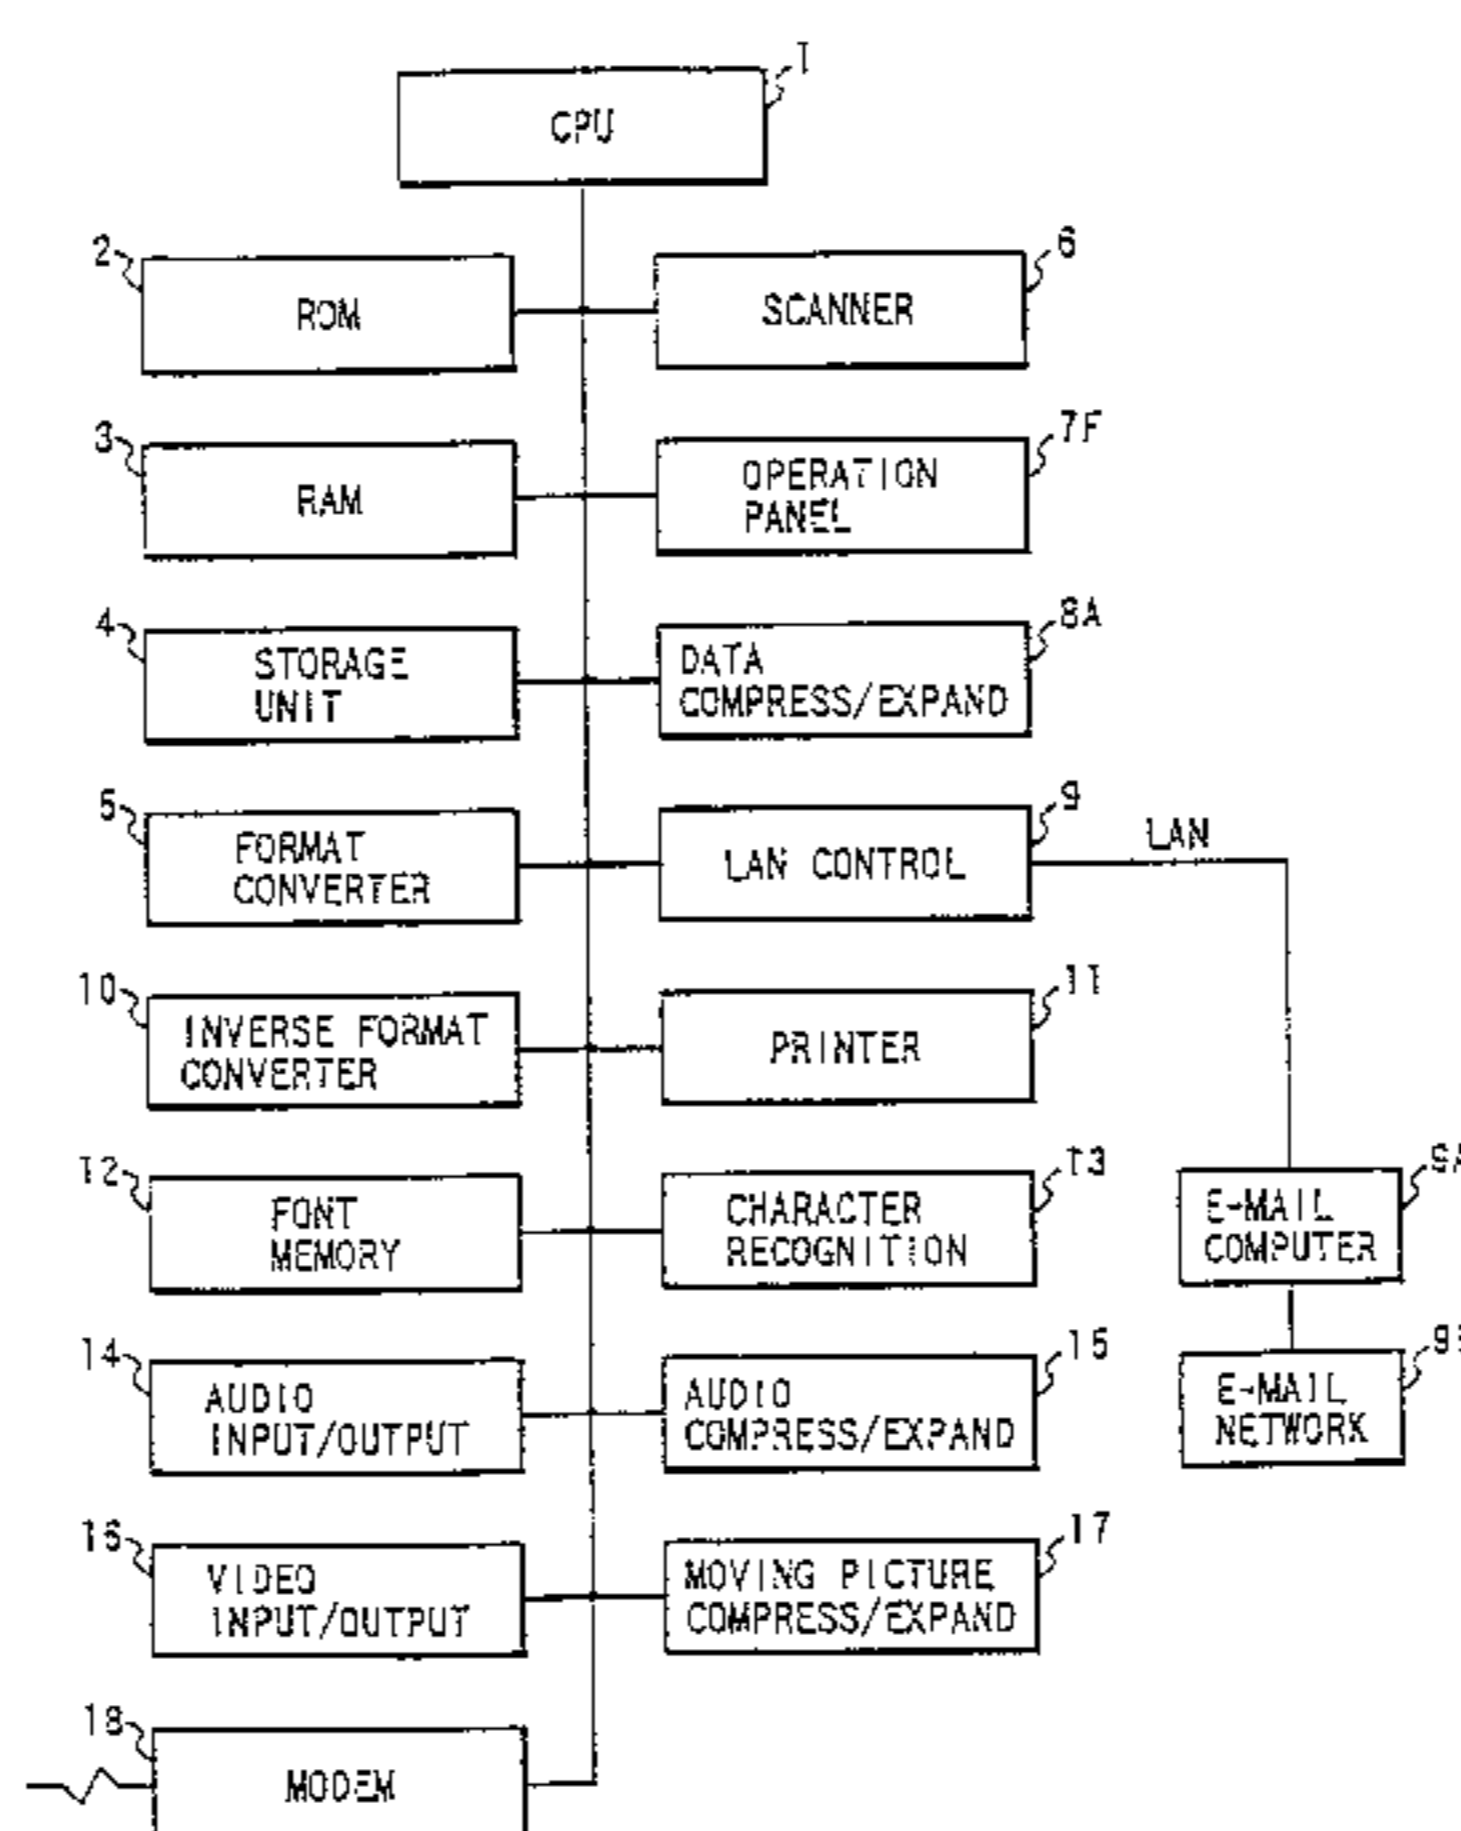 1
CPU
2
ROM
6
SCANNER
3
RAM
7F
OPERATION
PANEL
4
STORAGE
UNIT
8A
DATA
COMPRESS/EXPAND
5
FORMAT
CONVERTER
9
LAN CONTROL
LAN
10
INVERSE FORMAT
CONVERTER
11
PRINTER
12
FONT
MEMORY
13
CHARACTER
RECOGNITION
E-MAIL
COMPUTER
14
AUDIO
INPUT/OUTPUT
15
AUDIO
COMPRESS/EXPAND
E-MAIL
NETWORK
16
VIDEO
INPUT/OUTPUT
17
MOVING PICTURE
COMPRESS/EXPAND
18
MODEM